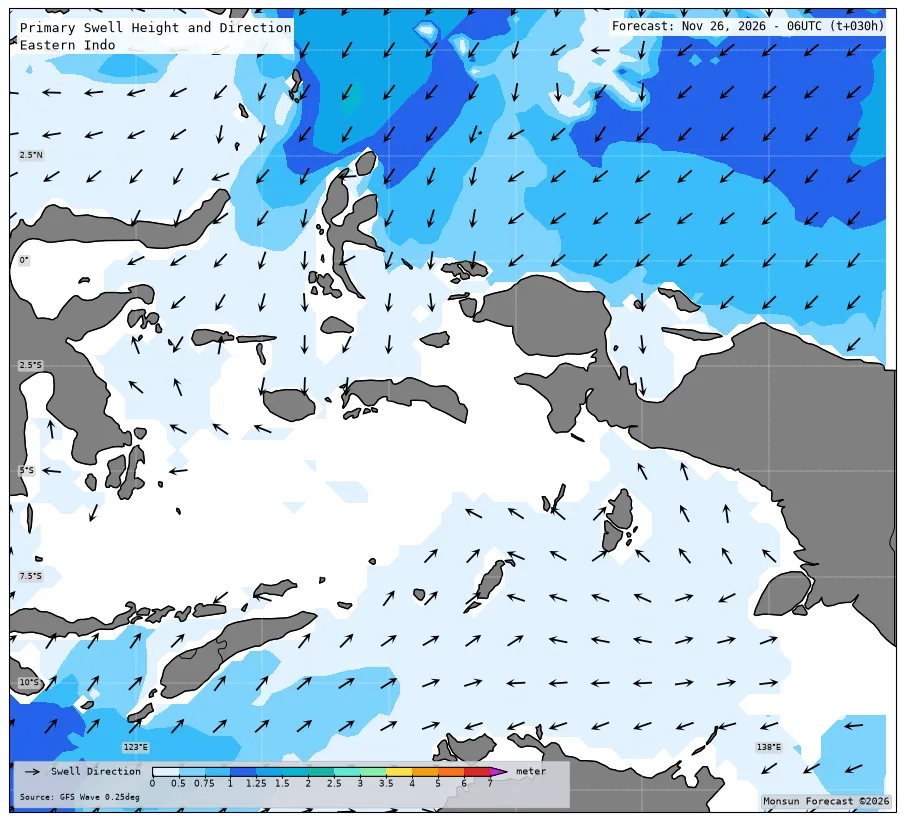 Primary Swell Height and Direction
Eastern Indo
Forecast: Nov 26, 2026 - 06UTC (t+030h)
2.5°N
0°
2.5°S
5°S
7.5°S
10°S
123°E
138°E
Swell Direction
0 0.5 0.75 1 1.25 1.5 2 2.5 3 3.5 4 5 6 7
meter
Source: GFS Wave 0.25deg
Monsun Forecast ©2026